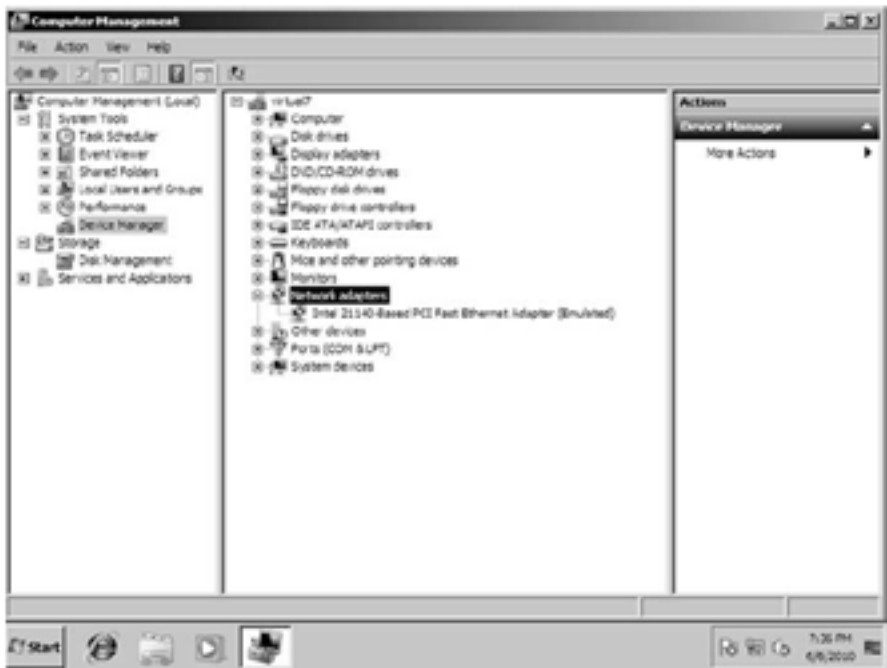 Computer Management
File Action View Help
Computer Management (Local)
System Tools
Task Scheduler
Event Viewer
Shared Folders
Local Users and Groups
Performance
Device Manager
Storage
Disk Management
Services and Applications
virtual7
Computer
Disk drives
Display adapters
DVD/CD-ROM drives
Floppy disk drives
Floppy drive controllers
IDE ATA/ATAPI controllers
Keyboards
Mice and other pointing devices
Monitors
Network adapters
Intel 21140-Based PCI Fast Ethernet Adapter (Emulated)
Other devices
Ports (COM & LPT)
System devices
Actions
Device Manager
More Actions
Start
7:36 PM
4/8/2010